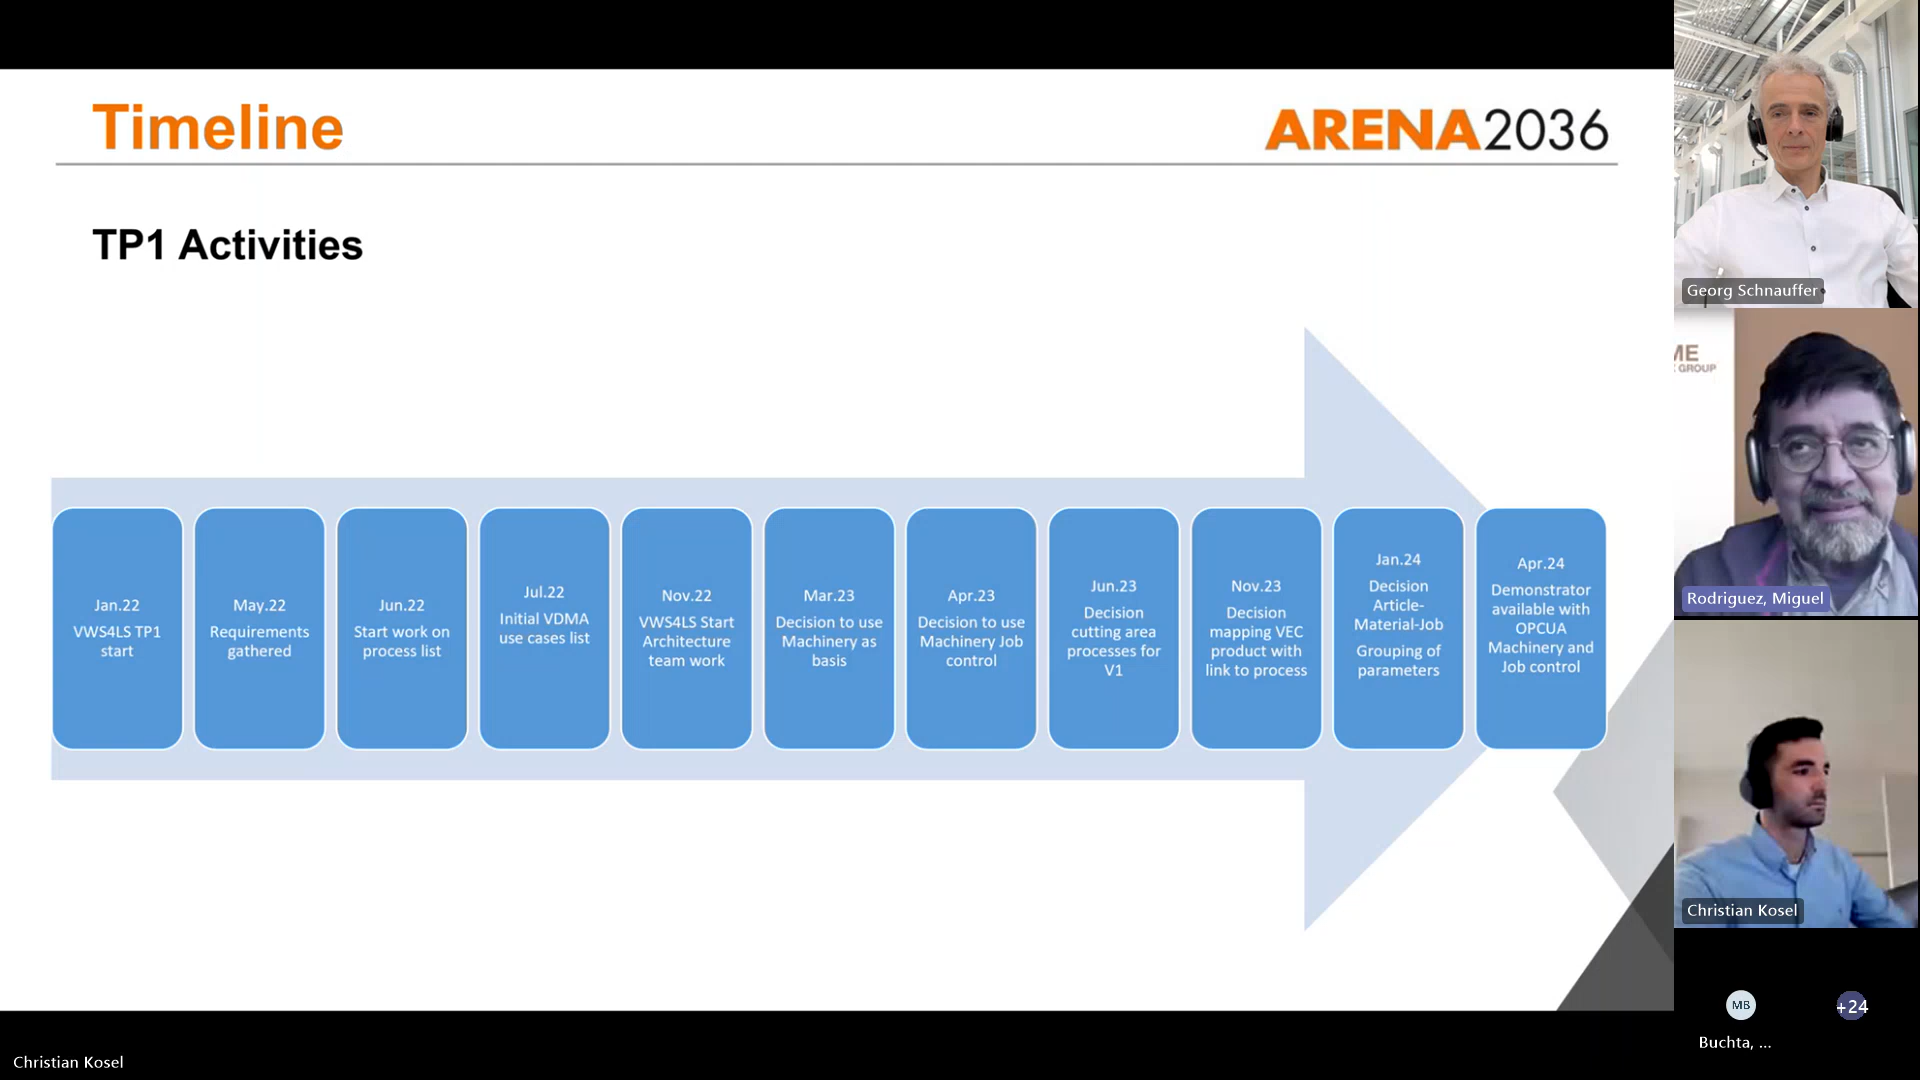 Timeline
ARENA2036
TP1 Activities
Jan.22
VWS4LS TP1
start
May.22
Requirements
gathered
Jun.22
Start work on
process list
Jul.22
Initial VDMA
use cases list
Nov.22
VWS4LS Start
Architecture
team work
Mar.23
Decision to use
Machinery as
basis
Apr.23
Decision to use
Machinery Job
control
Jun.23
Decision
cutting area
processes for
V1
Nov.23
Decision
mapping VEC
product with
link to process
Jan.24
Decision
Article-
Material-Job
Grouping of
parameters
Apr.24
Demonstrator
available with
OPCUA
Machinery and
Job control
Georg Schnauffer
ME
GROUP
Rodriguez, Miguel
Christian Kosel
MB
+24
Buchta, ...
Christian Kosel